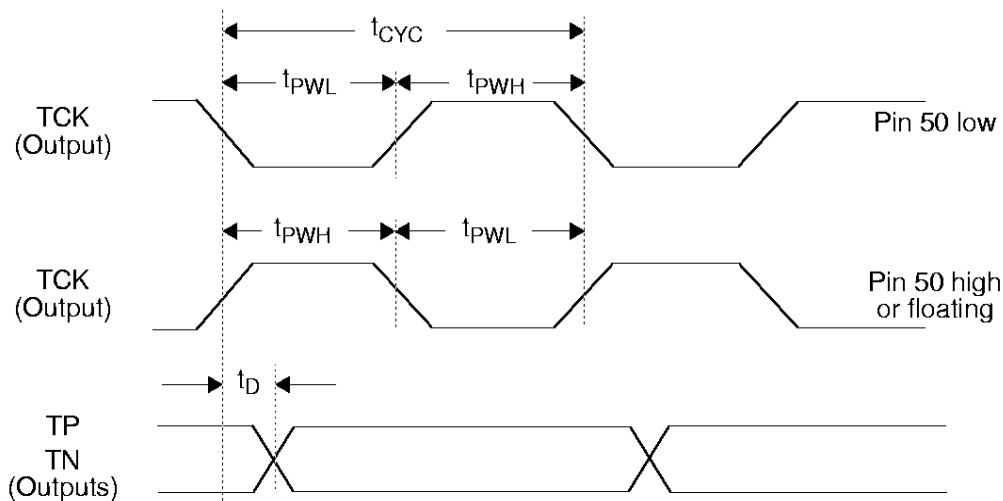 tCYC
tPWL tPWH
TCK
(Output)
Pin 50 low
tPWH tPWL
TCK
(Output)
Pin 50 high
or floating
tD
TP
TN
(Outputs)